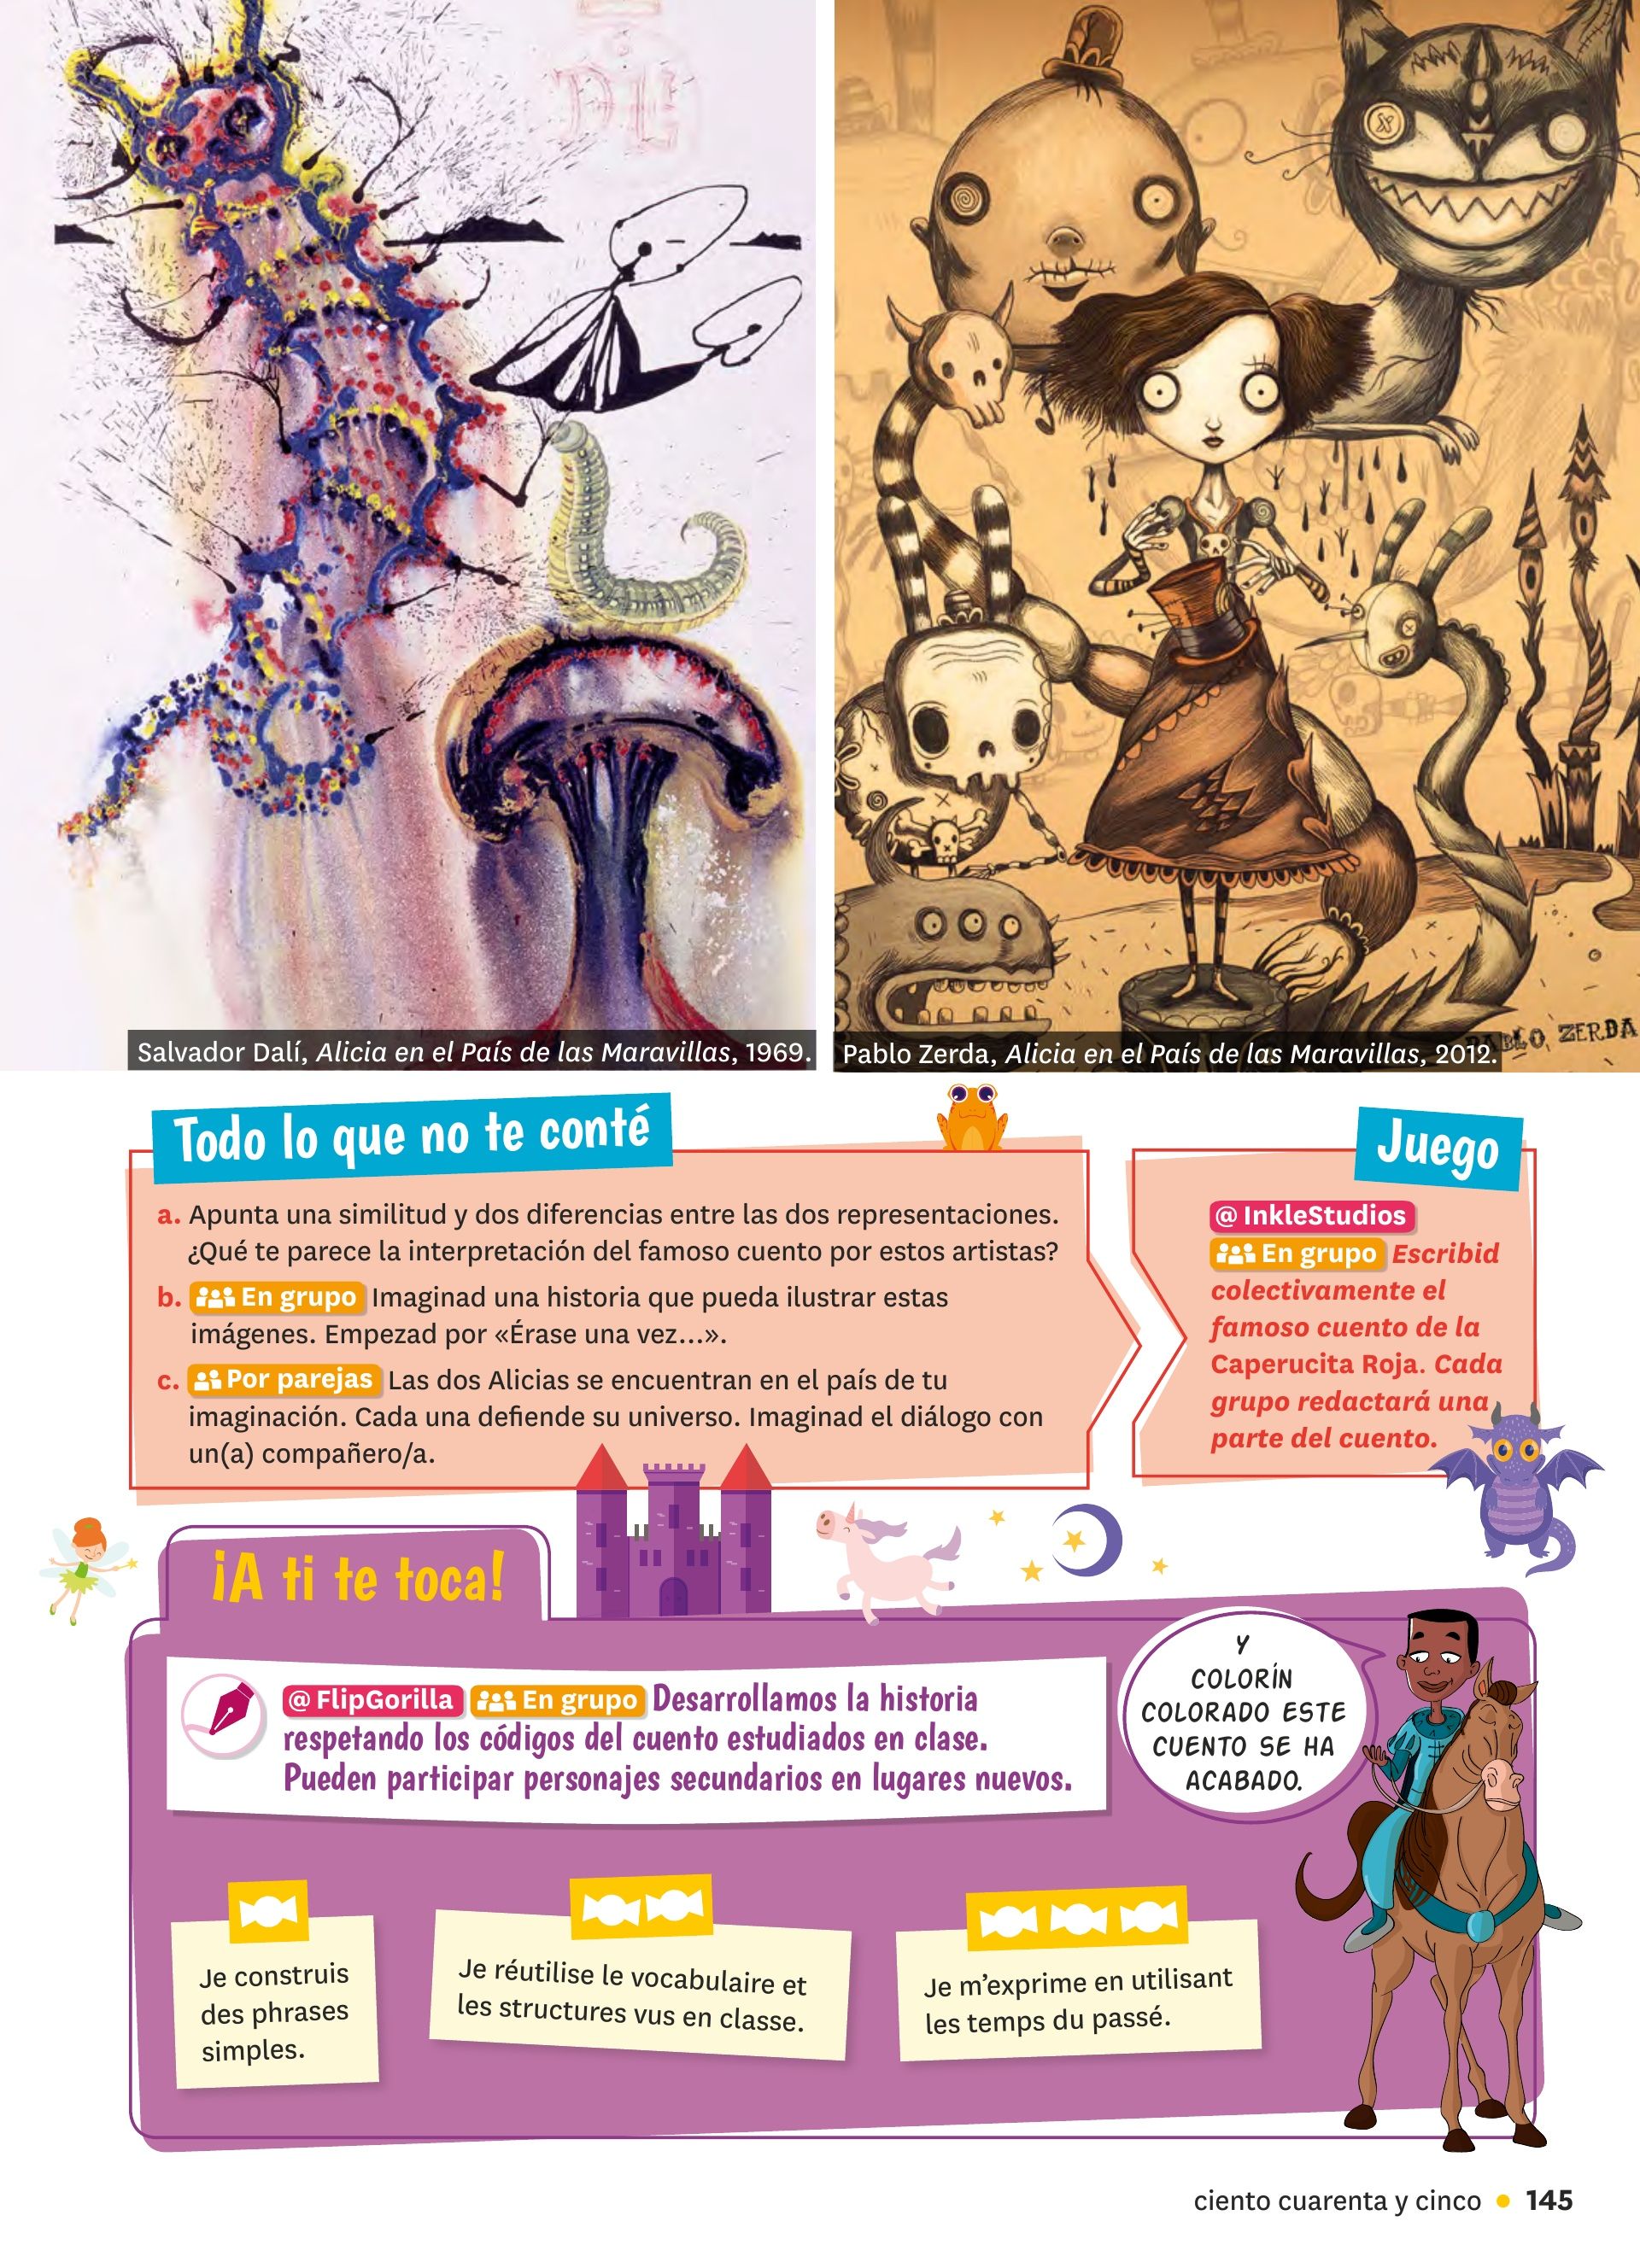 Salvador Dalí, Alicia en el País de las Maravillas, 1969.
Pablo Zerda, Alicia en el País de las Maravillas, 2012.
PABLO ZERDA
Todo lo que no te conté
a. Apunta una similitud y dos diferencias entre las dos representaciones.
¿Qué te parece la interpretación del famoso cuento por estos artistas?
b. En grupo Imaginad una historia que pueda ilustrar estas
imágenes. Empezad por «Érase una vez...».
c. Por parejas Las dos Alicias se encuentran en el país de tu
imaginación. Cada una defiende su universo. Imaginad el diálogo con
un(a) compañero/a.
Juego
@ InkleStudios
En grupo Escribid
colectivamente el
famoso cuento de la
Caperucita Roja. Cada
grupo redactará una
parte del cuento.
¡A ti te toca!
@ FlipGorilla En grupo Desarrollamos la historia
respetando los códigos del cuento estudiados en clase.
Pueden participar personajes secundarios en lugares nuevos.
Y
COLORÍN
COLORADO ESTE
CUENTO SE HA
ACABADO.
Je construis
des phrases
simples.
Je réutilise le vocabulaire et
les structures vus en classe.
Je m'exprime en utilisant
les temps du passé.
ciento cuarenta y cinco • 145